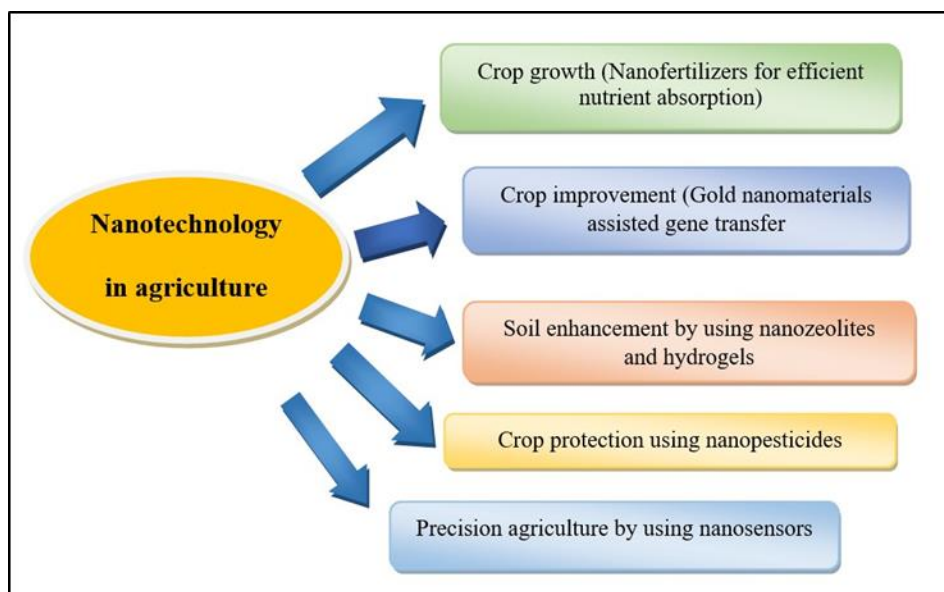 Nanotechnology
in agriculture
Crop growth (Nanofertilizers for efficient
nutrient absorption)
Crop improvement (Gold nanomaterials
assisted gene transfer
Soil enhancement by using nanozeolites
and hydrogels
Crop protection using nanopesticides
Precision agriculture by using nanosensors